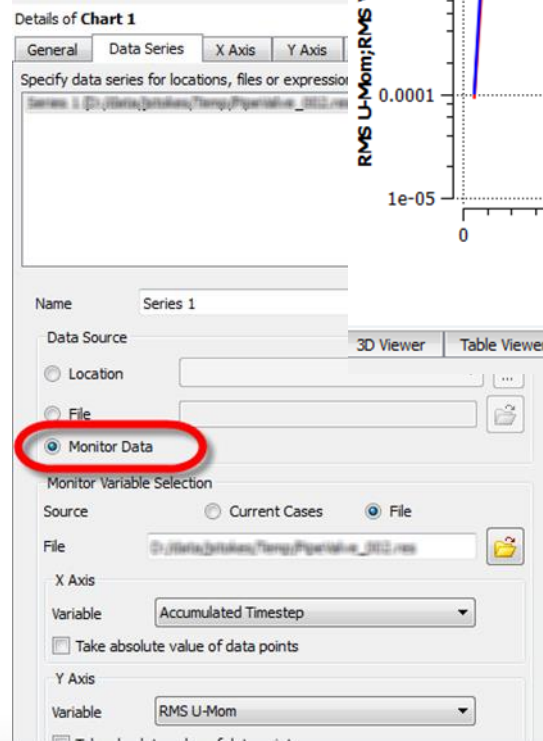 Details of Chart 1
General Data Series X Axis Y Axis
Specify data series for locations, files or expression
RMS U-Mom;RMS
0.0001
1e-05
0
Name Series 1
Data Source
3D Viewer Table Viewer
Location
...
File
Monitor Data
Monitor Variable Selection
Source Current Cases File
File
X Axis
Variable Accumulated Timestep
Take absolute value of data points
Y Axis
Variable RMS U-Mom